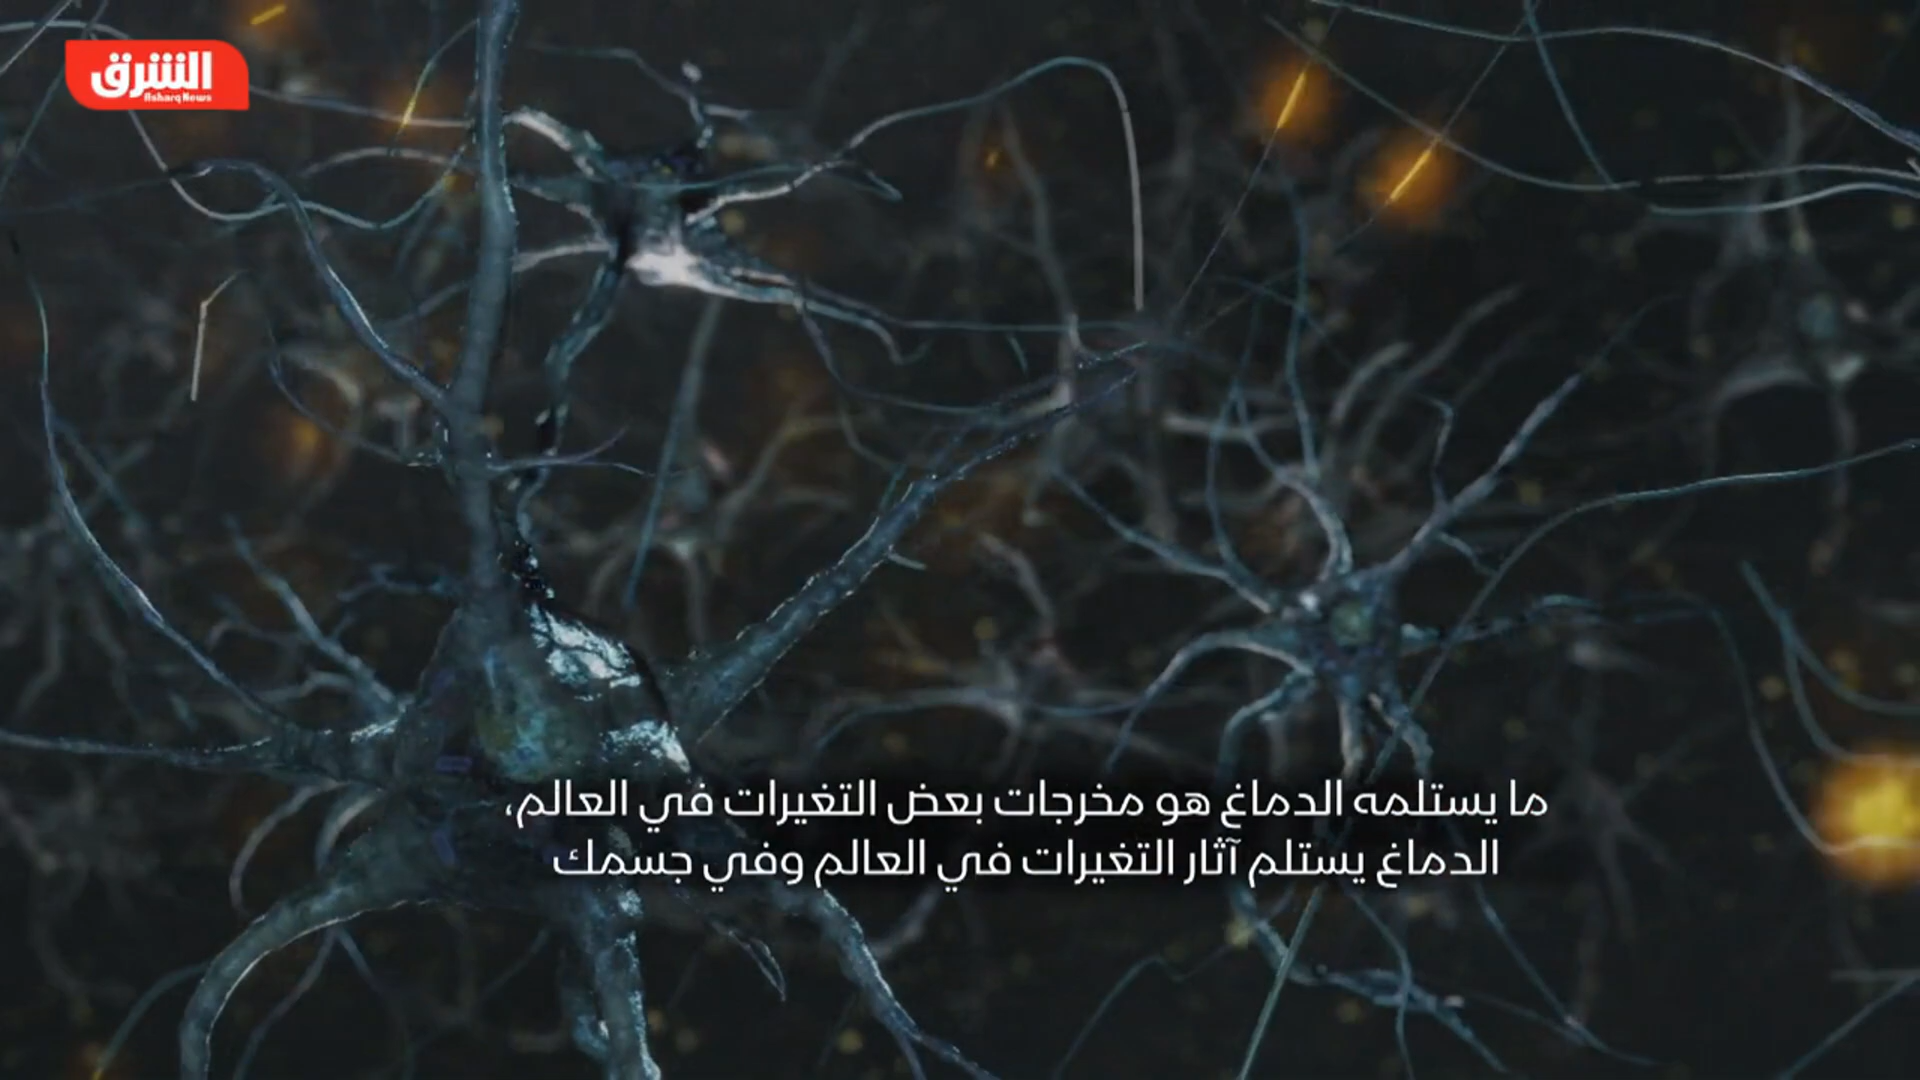 الشرق
Asharq News
ما يستلمه الدماغ هو مخرجات بعض التغيرات في العالم،
الدماغ يستلم آثار التغيرات في العالم وفي جسمك